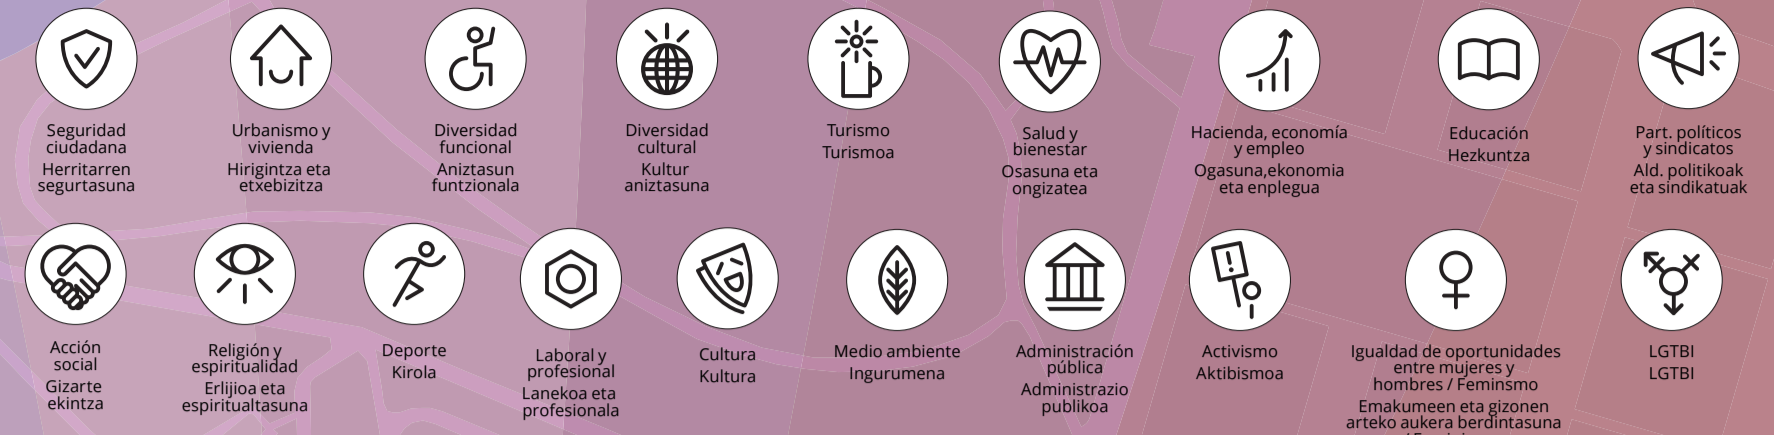 Seguridad
ciudadana
Herritarren
segurtasuna
Urbanismo y
vivienda
Hirigintza eta
etxebizitza
Diversidad
funcional
Aniztasun
funtzionala
Diversidad
cultural
Kultur
aniztasuna
Turismo
Turismoa
Salud y
bienestar
Osasuna eta
ongizatea
Hacienda, economía
y empleo
Ogasuna,ekonomia
eta enplegua
Educación
Hezkuntza
Part. políticos
y sindicatos
Ald. politikoak
eta sindikatuak
Acción
social
Gizarte
ekintza
Religión y
espiritualidad
Erlijioa eta
espiritualtasuna
Deporte
Kirola
Laboral y
profesional
Lanekoa eta
profesionala
Cultura
Kultura
Medio ambiente
Ingurumena
Administración
pública
Administrazio
publikoa
Activismo
Aktibismoa
Igualdad de oportunidades
entre mujeres y
hombres / Feminsmo
Emakumeen eta gizonen
arteko aukera berdintasuna
LGTBI
LGTBI